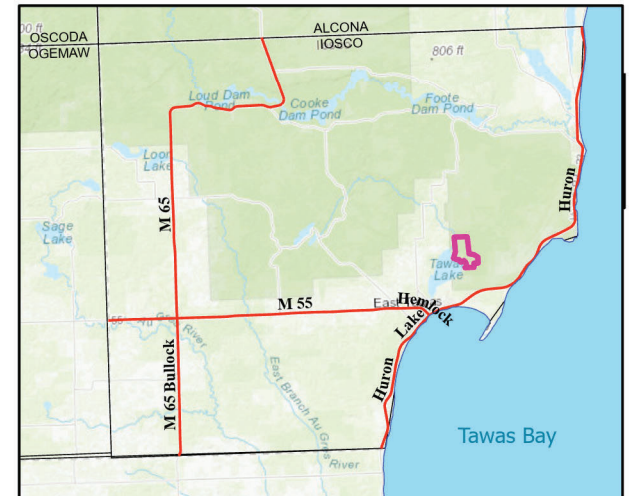 ALCONA
OSCODA
IOSCO
OGEMAW
806 ft
Loud Dam
Pond
Cooke
Dam Pond
Foote
Dam Pond
Loon
Lake
M 65
Huron
Sage
Lake
Tawas
Lake
M 55
Hemlock
Lake
River
M 65 Bullock
Huron
East Branch Au Gres
River
Tawas Bay